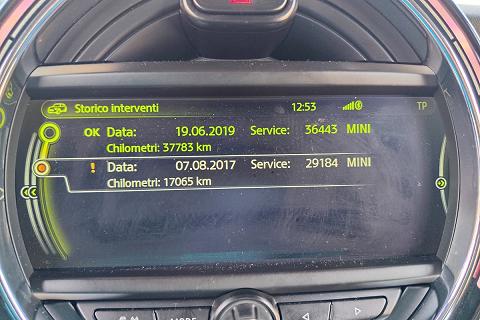 Storico interventi 12:53 TP
OK Data: 19.06.2019 Service: 36443 MINI
Chilometri: 37783 km
! Data: 07.08.2017 Service: 29184 MINI
Chilometri: 17065 km
MODE